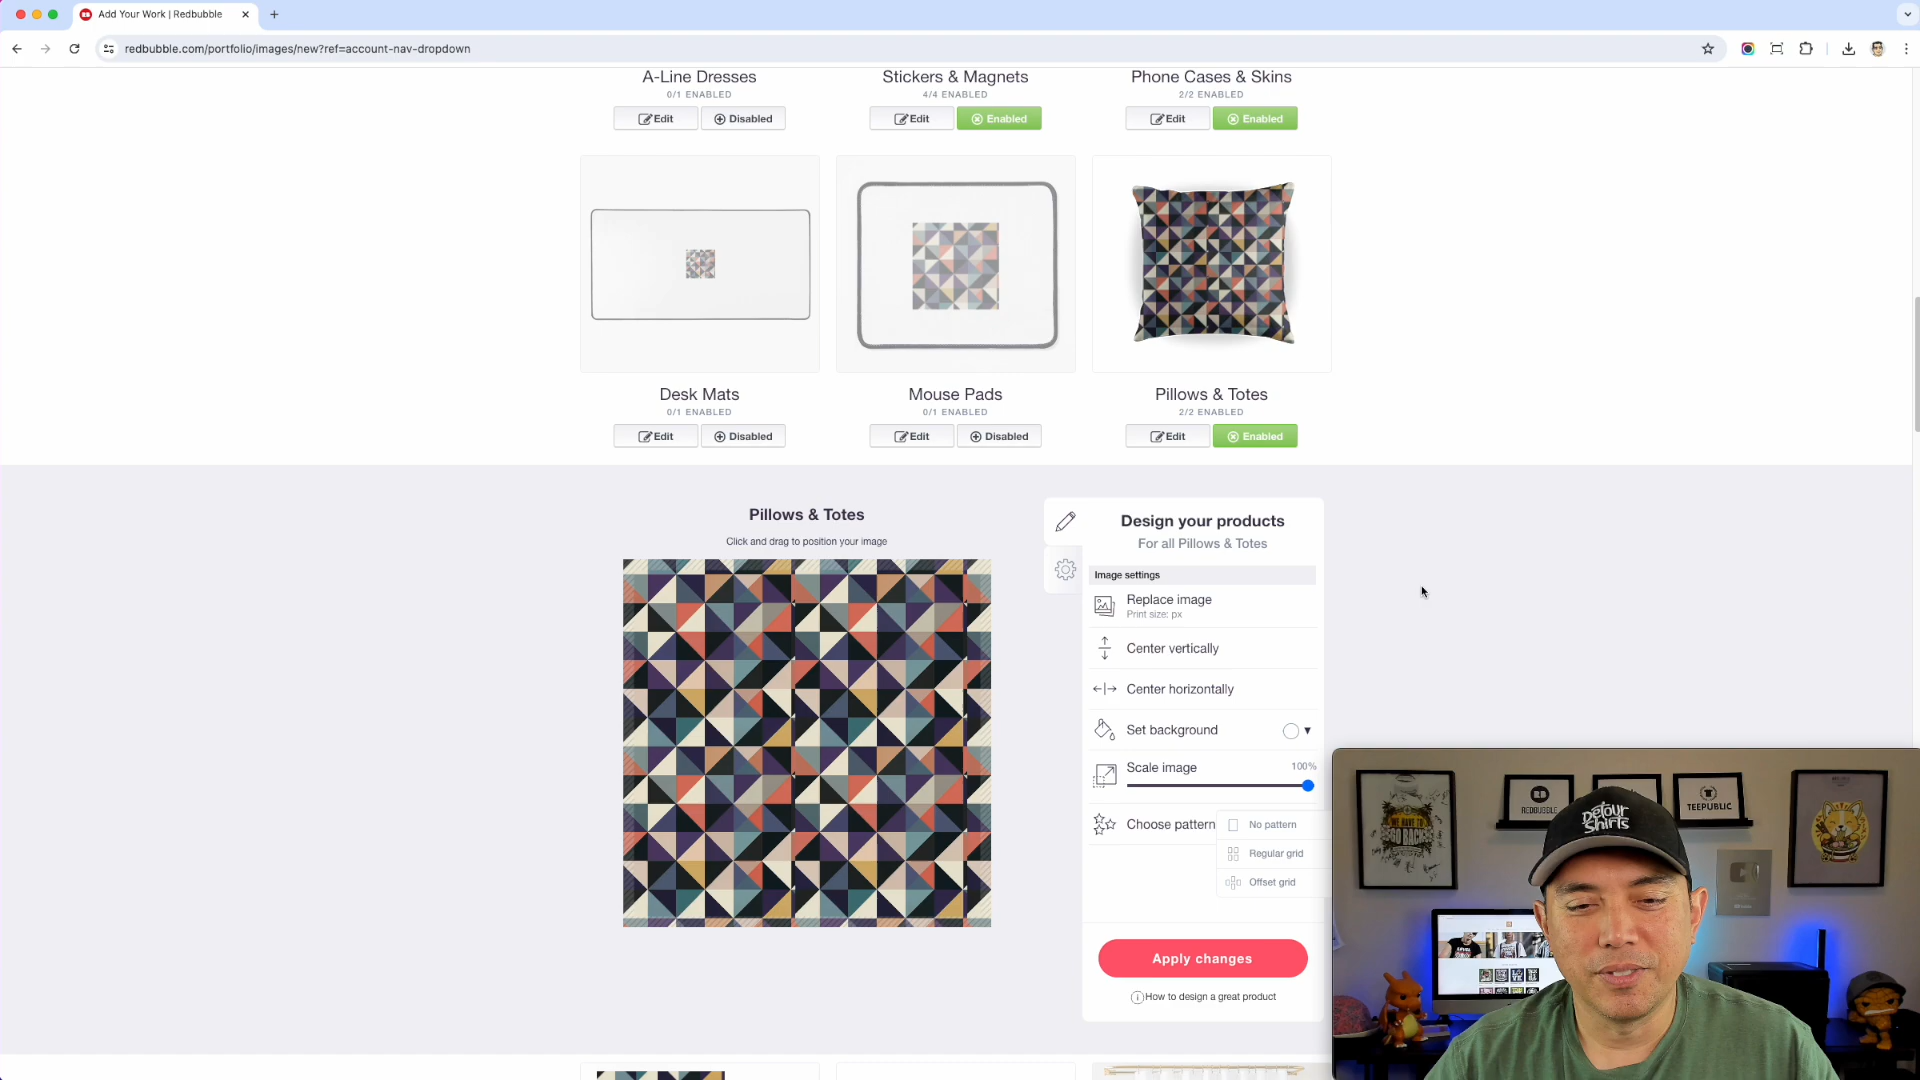 Add Your Work | Redbubble
redbubble.com/portfolio/images/new?ref=account-nav-dropdown
A-Line Dresses
0/1 ENABLED
Edit
Disabled
Stickers & Magnets
4/4 ENABLED
Edit
Enabled
Phone Cases & Skins
2/2 ENABLED
Edit
Enabled
Desk Mats
0/1 ENABLED
Edit
Disabled
Mouse Pads
0/1 ENABLED
Edit
Disabled
Pillows & Totes
2/2 ENABLED
Edit
Enabled
Pillows & Totes
Click and drag to position your image
Design your products
For all Pillows & Totes
Image settings
Replace image
Print size: px
Center vertically
Center horizontally
Set background
Scale image
100%
Choose pattern
No pattern
Regular grid
Offset grid
Apply changes
How to design a great product
REDBUBBLE
TEEPUBLIC
WE HAVE TO
GO BACK
DETOUR
SHIRTS